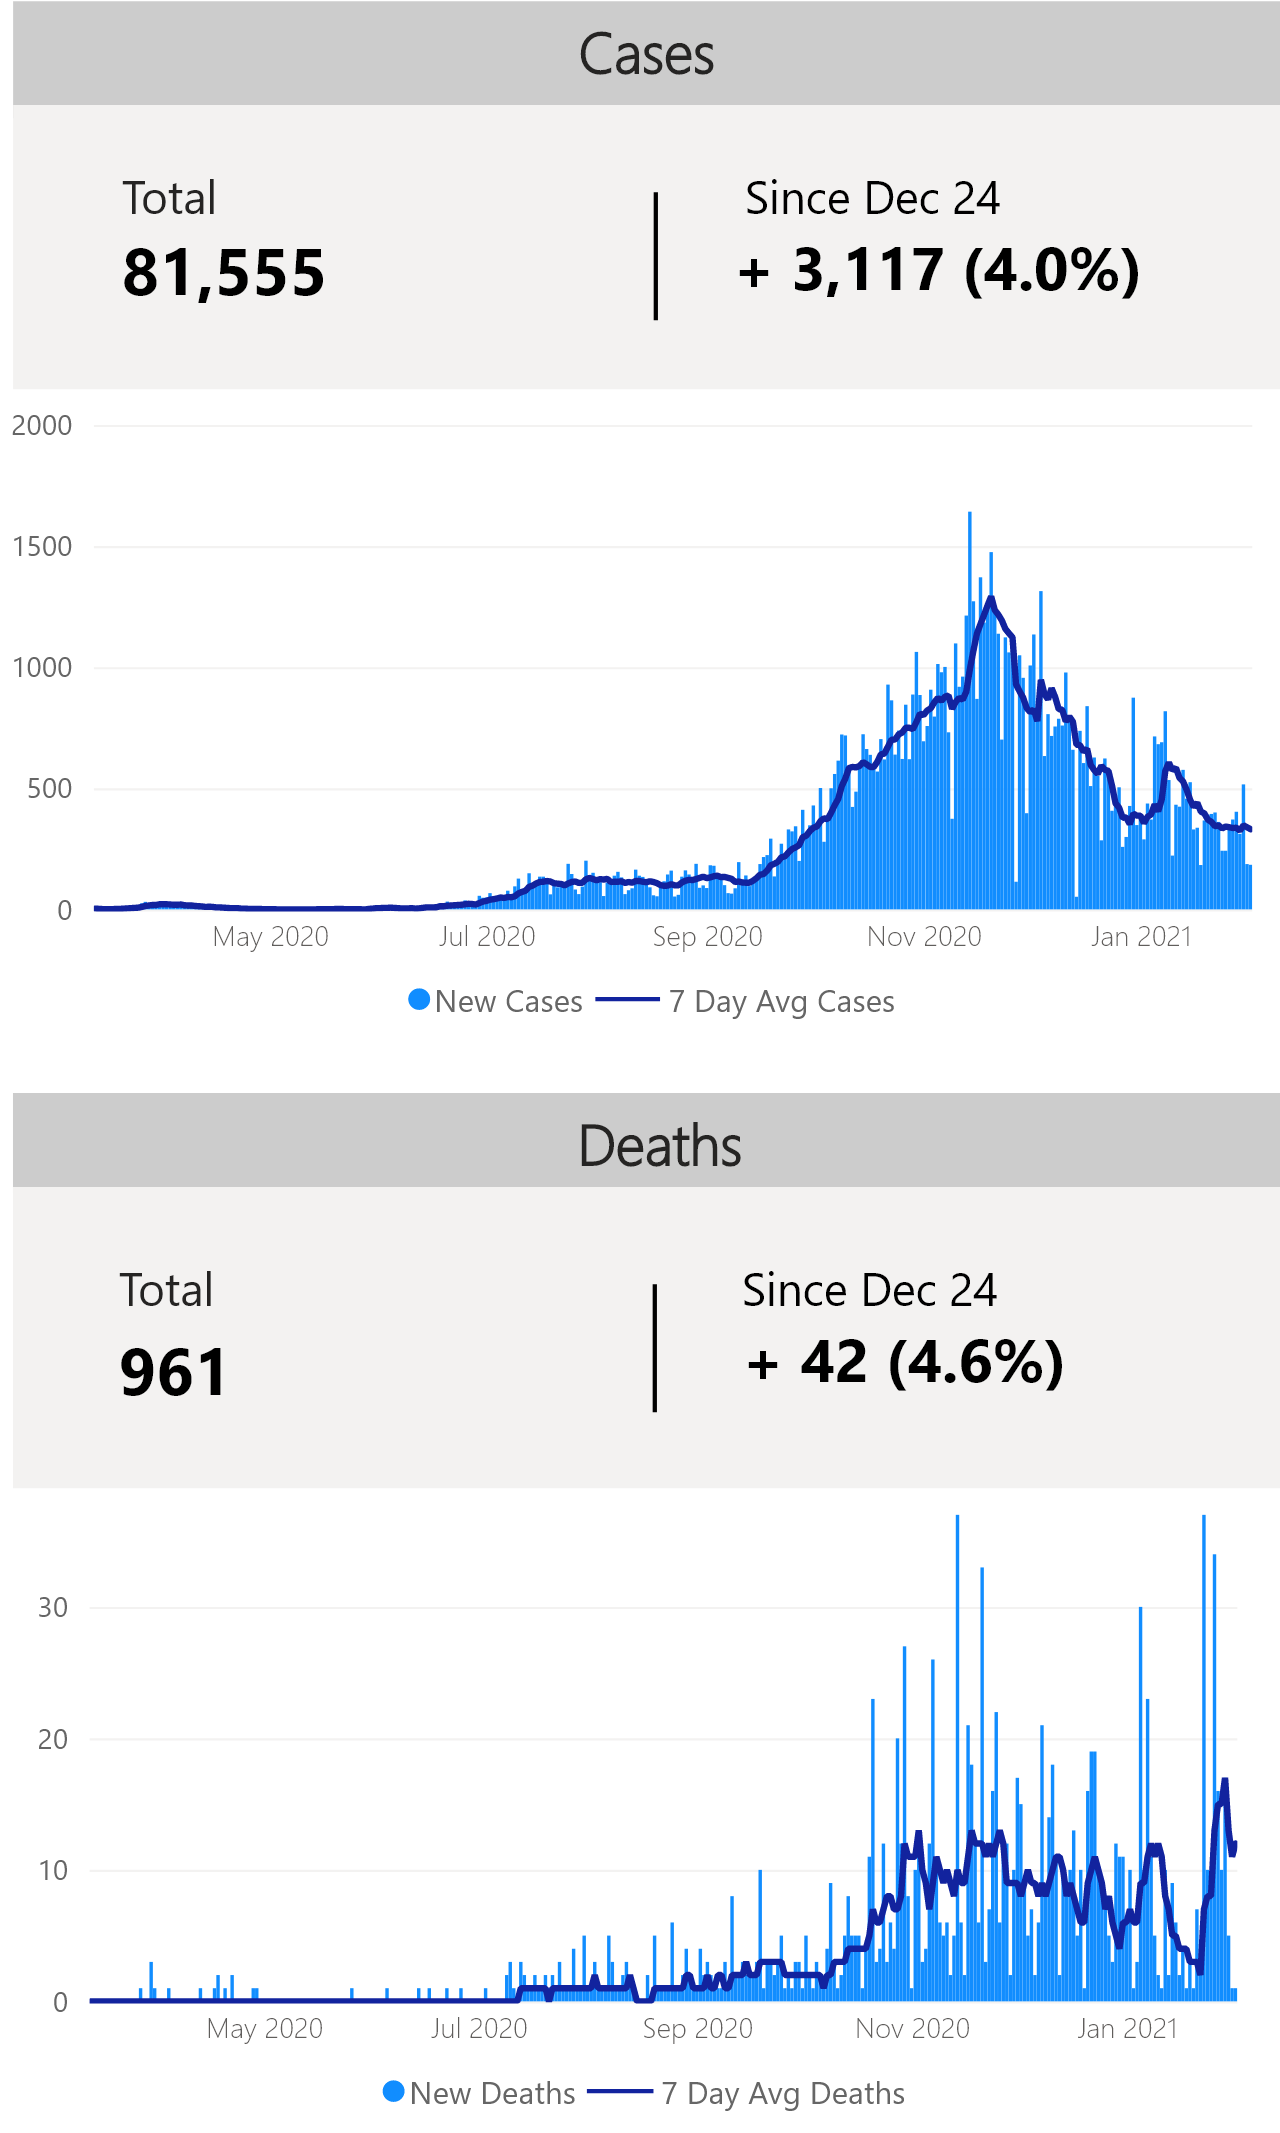 Cases
Total
Since Dec 24
81,555
+ 3,117 (4.0%)
2000
1500
1000
500
0
May 2020
Jul 2020
Sep 2020
Nov 2020
Jan 2021
New Cases
7 Day Avg Cases
Deaths
Total
Since Dec 24
961
+ 42 (4.6%)
30
20
10
0
May 2020
Jul 2020
Sep 2020
Nov 2020
Jan 2021
New Deaths
7 Day Avg Deaths